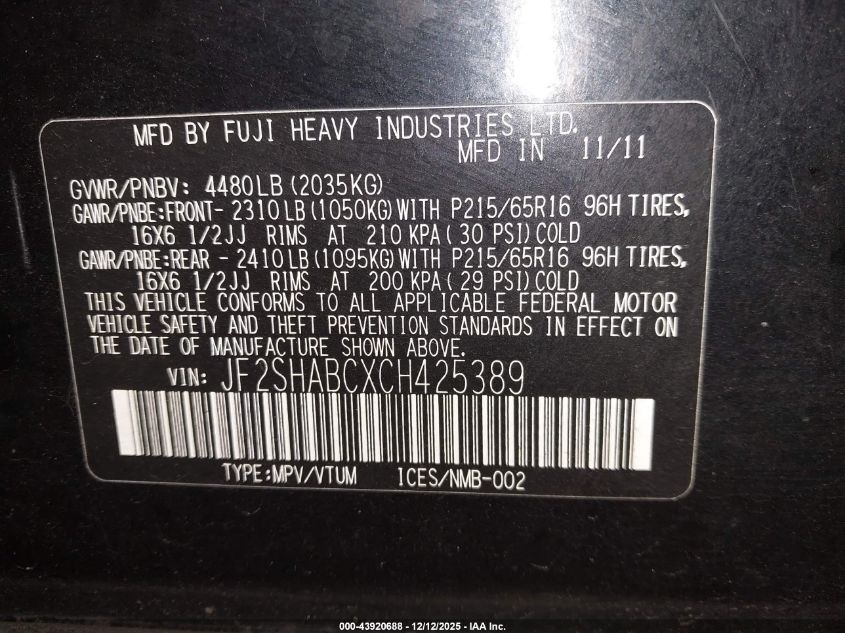 MFD BY FUJI HEAVY INDUSTRIES LTD.
MFD IN 11/11
GVWR/PNBV: 4480LB (2035KG)
GAWR/PNBE:FRONT- 2310LB (1050KG) WITH P215/65R16 96H TIRES,
16X6 1/2JJ RIMS AT 210 KPA ( 30 PSI) COLD
GAWR/PNBE:REAR - 2410LB (1095KG) WITH P215/65R16 96H TIRES,
16X6 1/2JJ RIMS AT 200 KPA ( 29 PSI) COLD
THIS VEHICLE CONFORMS TO ALL APPLICABLE FEDERAL MOTOR
VEHICLE SAFETY AND THEFT PREVENTION STANDARDS IN EFFECT ON
THE DATE OF MANUFACTURE SHOWN ABOVE.
VIN: JF2SHABCXCH425389
TYPE:MPV/VTUM ICES/NMB-002
000-43920688 - 12/12/2025 - IAA Inc.